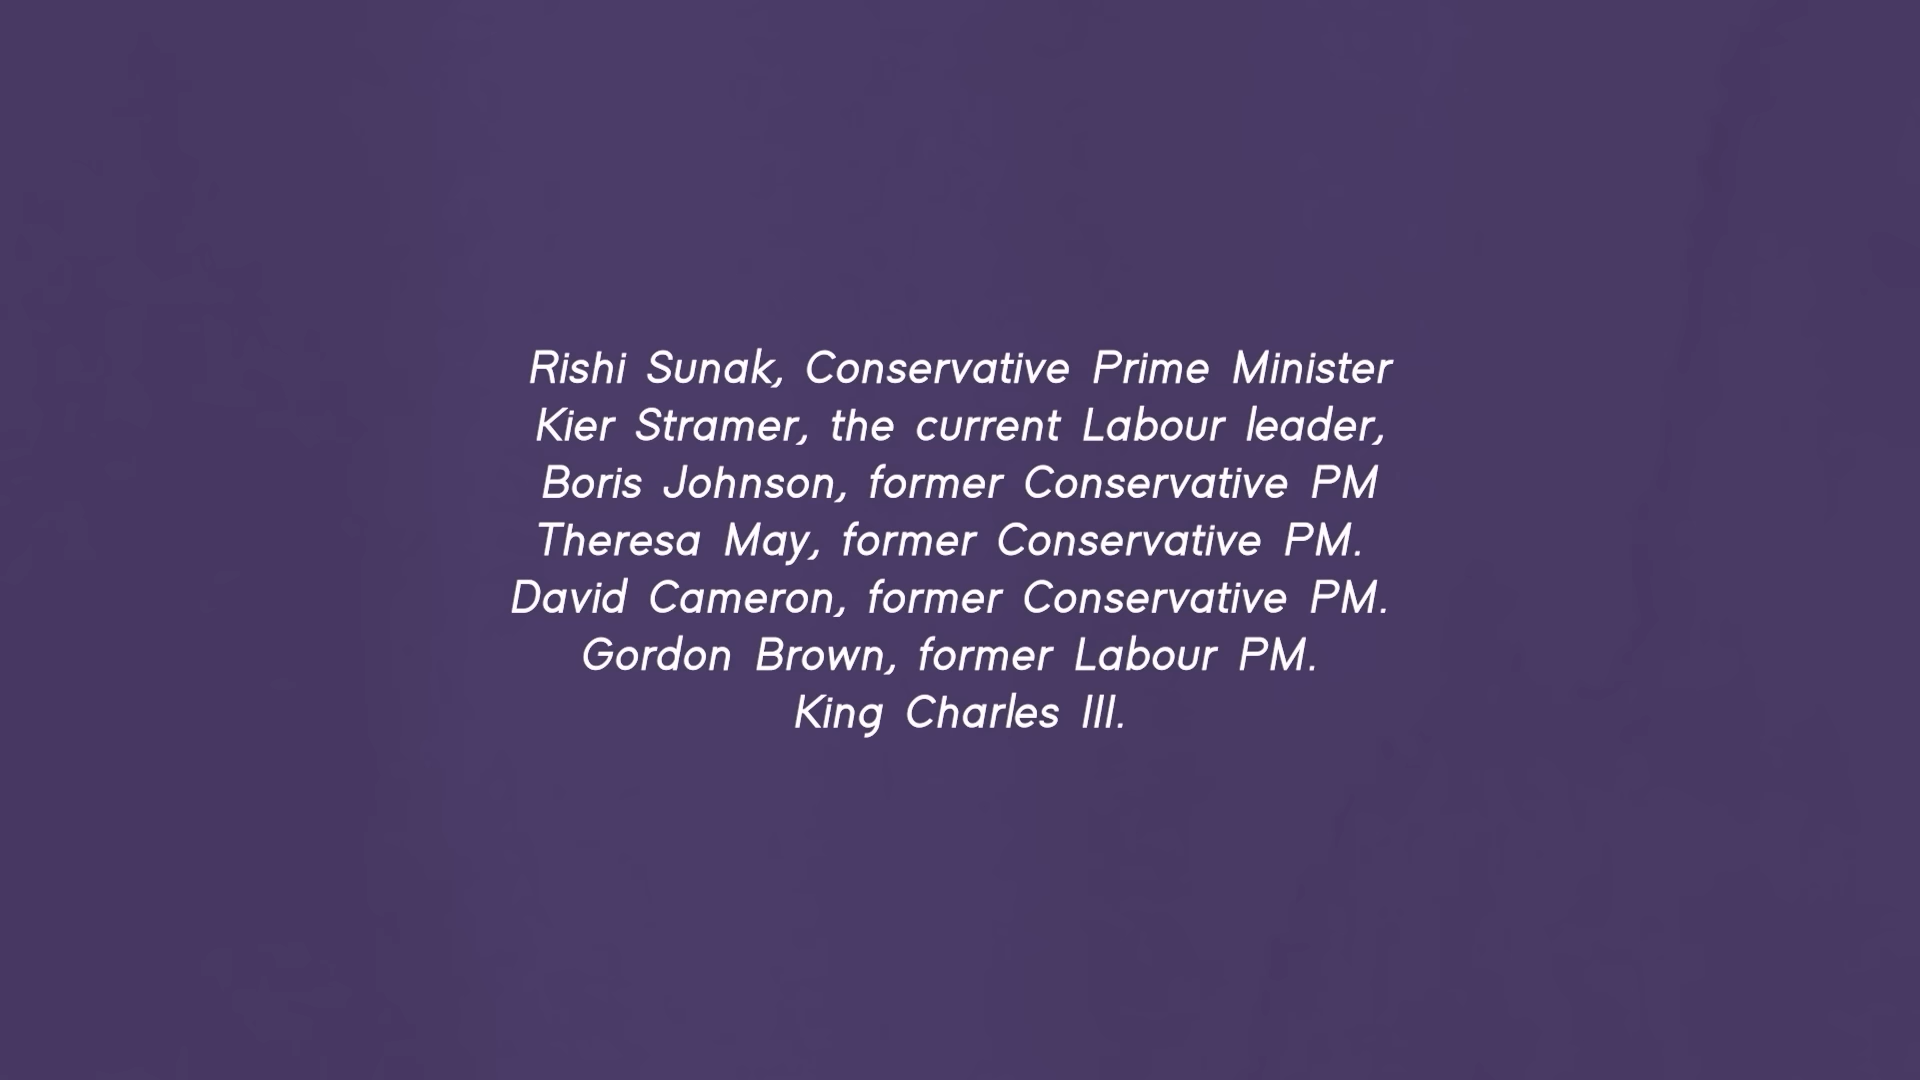 Rishi Sunak, Conservative Prime Minister
Kier Stramer, the current Labour leader,
Boris Johnson, former Conservative PM
Theresa May, former Conservative PM.
David Cameron, former Conservative PM.
Gordon Brown, former Labour PM.
King Charles III.